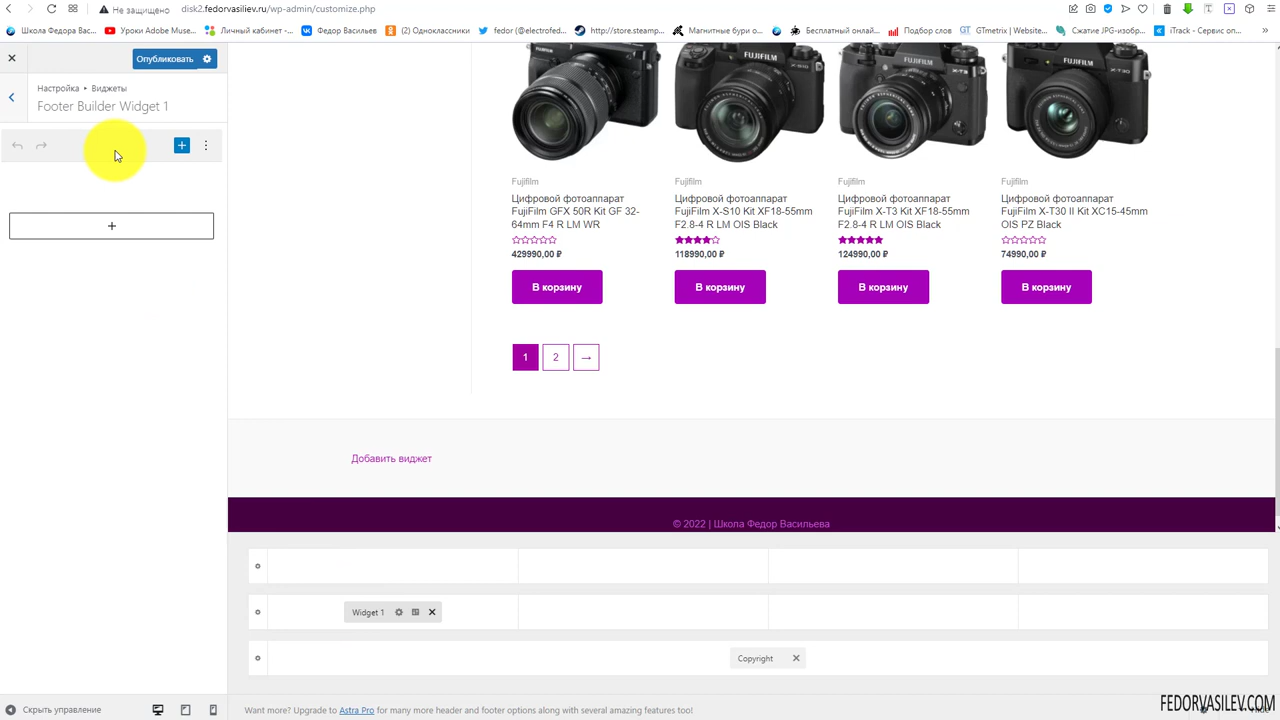 Не защищено
disk2.fedorvasiliev.ru/wp-admin/customize.php
Школа Федора Вас...
Уроки Adobe Muse...
Личный кабинет -...
Федор Васильев
(2) Одноклассники
fedor (@electrofed...
http://store.steamp...
Магнитные бури о...
Бесплатный онлай...
Подбор слов
GTmetrix | Website...
Сжатие JPG-изобр...
iTrack - Сервис оп...
»
Опубликовать
Настройка ▸ Виджеты
Footer Builder Widget 1
FUJIFILM
X-S10
FUJIFILM
X-T3
FUJIFILM
X-T30
Fujifilm
Fujifilm
Fujifilm
Fujifilm
Цифровой фотоаппарат
FujiFilm GFX 50R Kit GF 32-
64mm F4 R LM WR
Цифровой фотоаппарат
FujiFilm X-S10 Kit XF18-55mm
F2.8-4 R LM OIS Black
Цифровой фотоаппарат
FujiFilm X-T3 Kit XF18-55mm
F2.8-4 R LM OIS Black
Цифровой фотоаппарат
FujiFilm X-T30 II Kit XC15-45mm
OIS PZ Black
429990,00 ₽
118990,00 ₽
124990,00 ₽
74990,00 ₽
В корзину
В корзину
В корзину
В корзину
1
2
→
Добавить виджет
© 2022 | Школа Федор Васильева
Widget 1
Copyright
Скрыть управление
Want more? Upgrade to Astra Pro for many more header and footer options along with several amazing features too!
FEDORVASILEV.COM